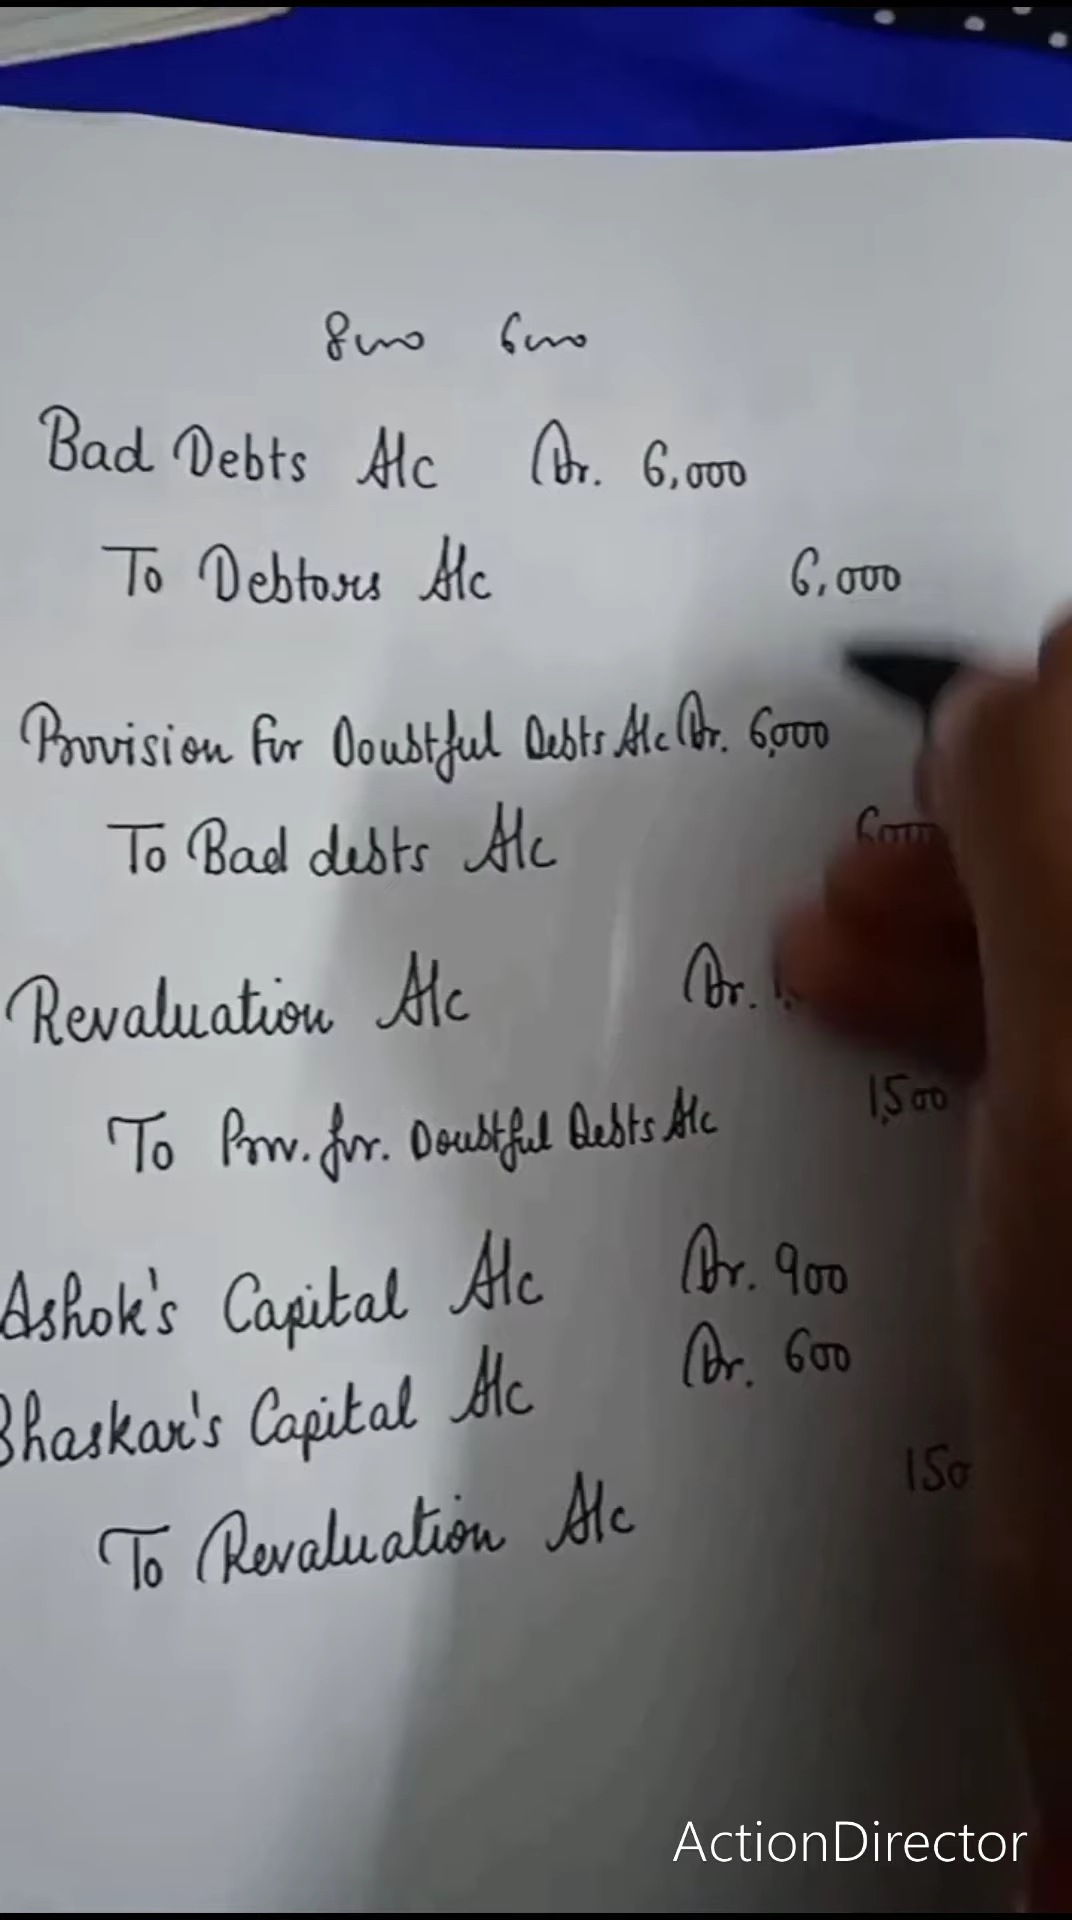 8000 6000
Bad Debts A/c Dr. 6,000
To Debtors A/c 6,000
Provision for Doubtful Debts A/c Dr. 6,000
To Bad debts A/c
Revaluation A/c Dr.
To Prov. for. Doubtful Debts A/c 1,500
Ashok's Capital A/c Dr. 900
Bhaskar's Capital A/c Dr. 600
To Revaluation A/c 150
ActionDirector